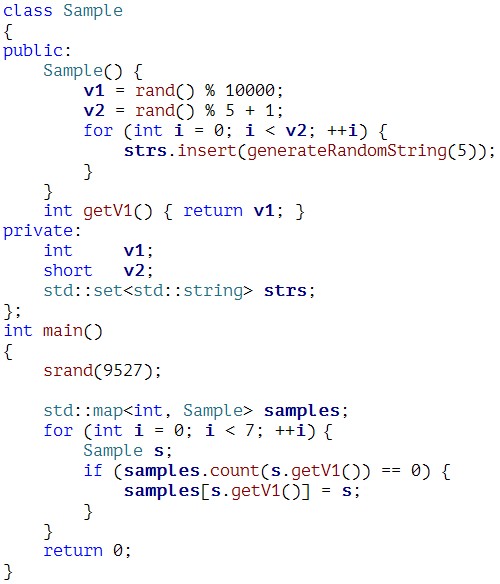 class Sample
{
public:
    Sample() {
        v1 = rand() % 10000;
        v2 = rand() % 5 + 1;
        for (int i = 0; i < v2; ++i) {
            strs.insert(generateRandomString(5));
        }
    }
    int getV1() { return v1; }
private:
    int     v1;
    short   v2;
    std::set<std::string> strs;
};
int main()
{
    srand(9527);

    std::map<int, Sample> samples;
    for (int i = 0; i < 7; ++i) {
        Sample s;
        if (samples.count(s.getV1()) == 0) {
            samples[s.getV1()] = s;
        }
    }
    return 0;
}